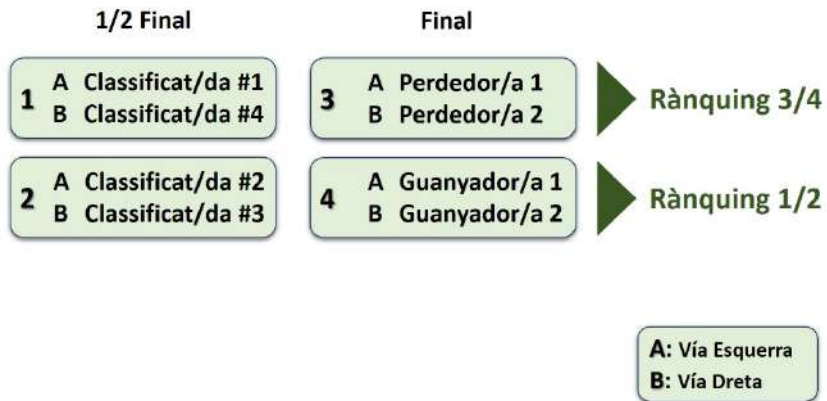 1/2 Final
Final
1 A Classificat/da #1
B Classificat/da #4
3 A Perdedor/a 1
B Perdedor/a 2
Rànquing 3/4
2 A Classificat/da #2
B Classificat/da #3
4 A Guanyador/a 1
B Guanyador/a 2
Rànquing 1/2
A: Vía Esquerra
B: Vía Dreta